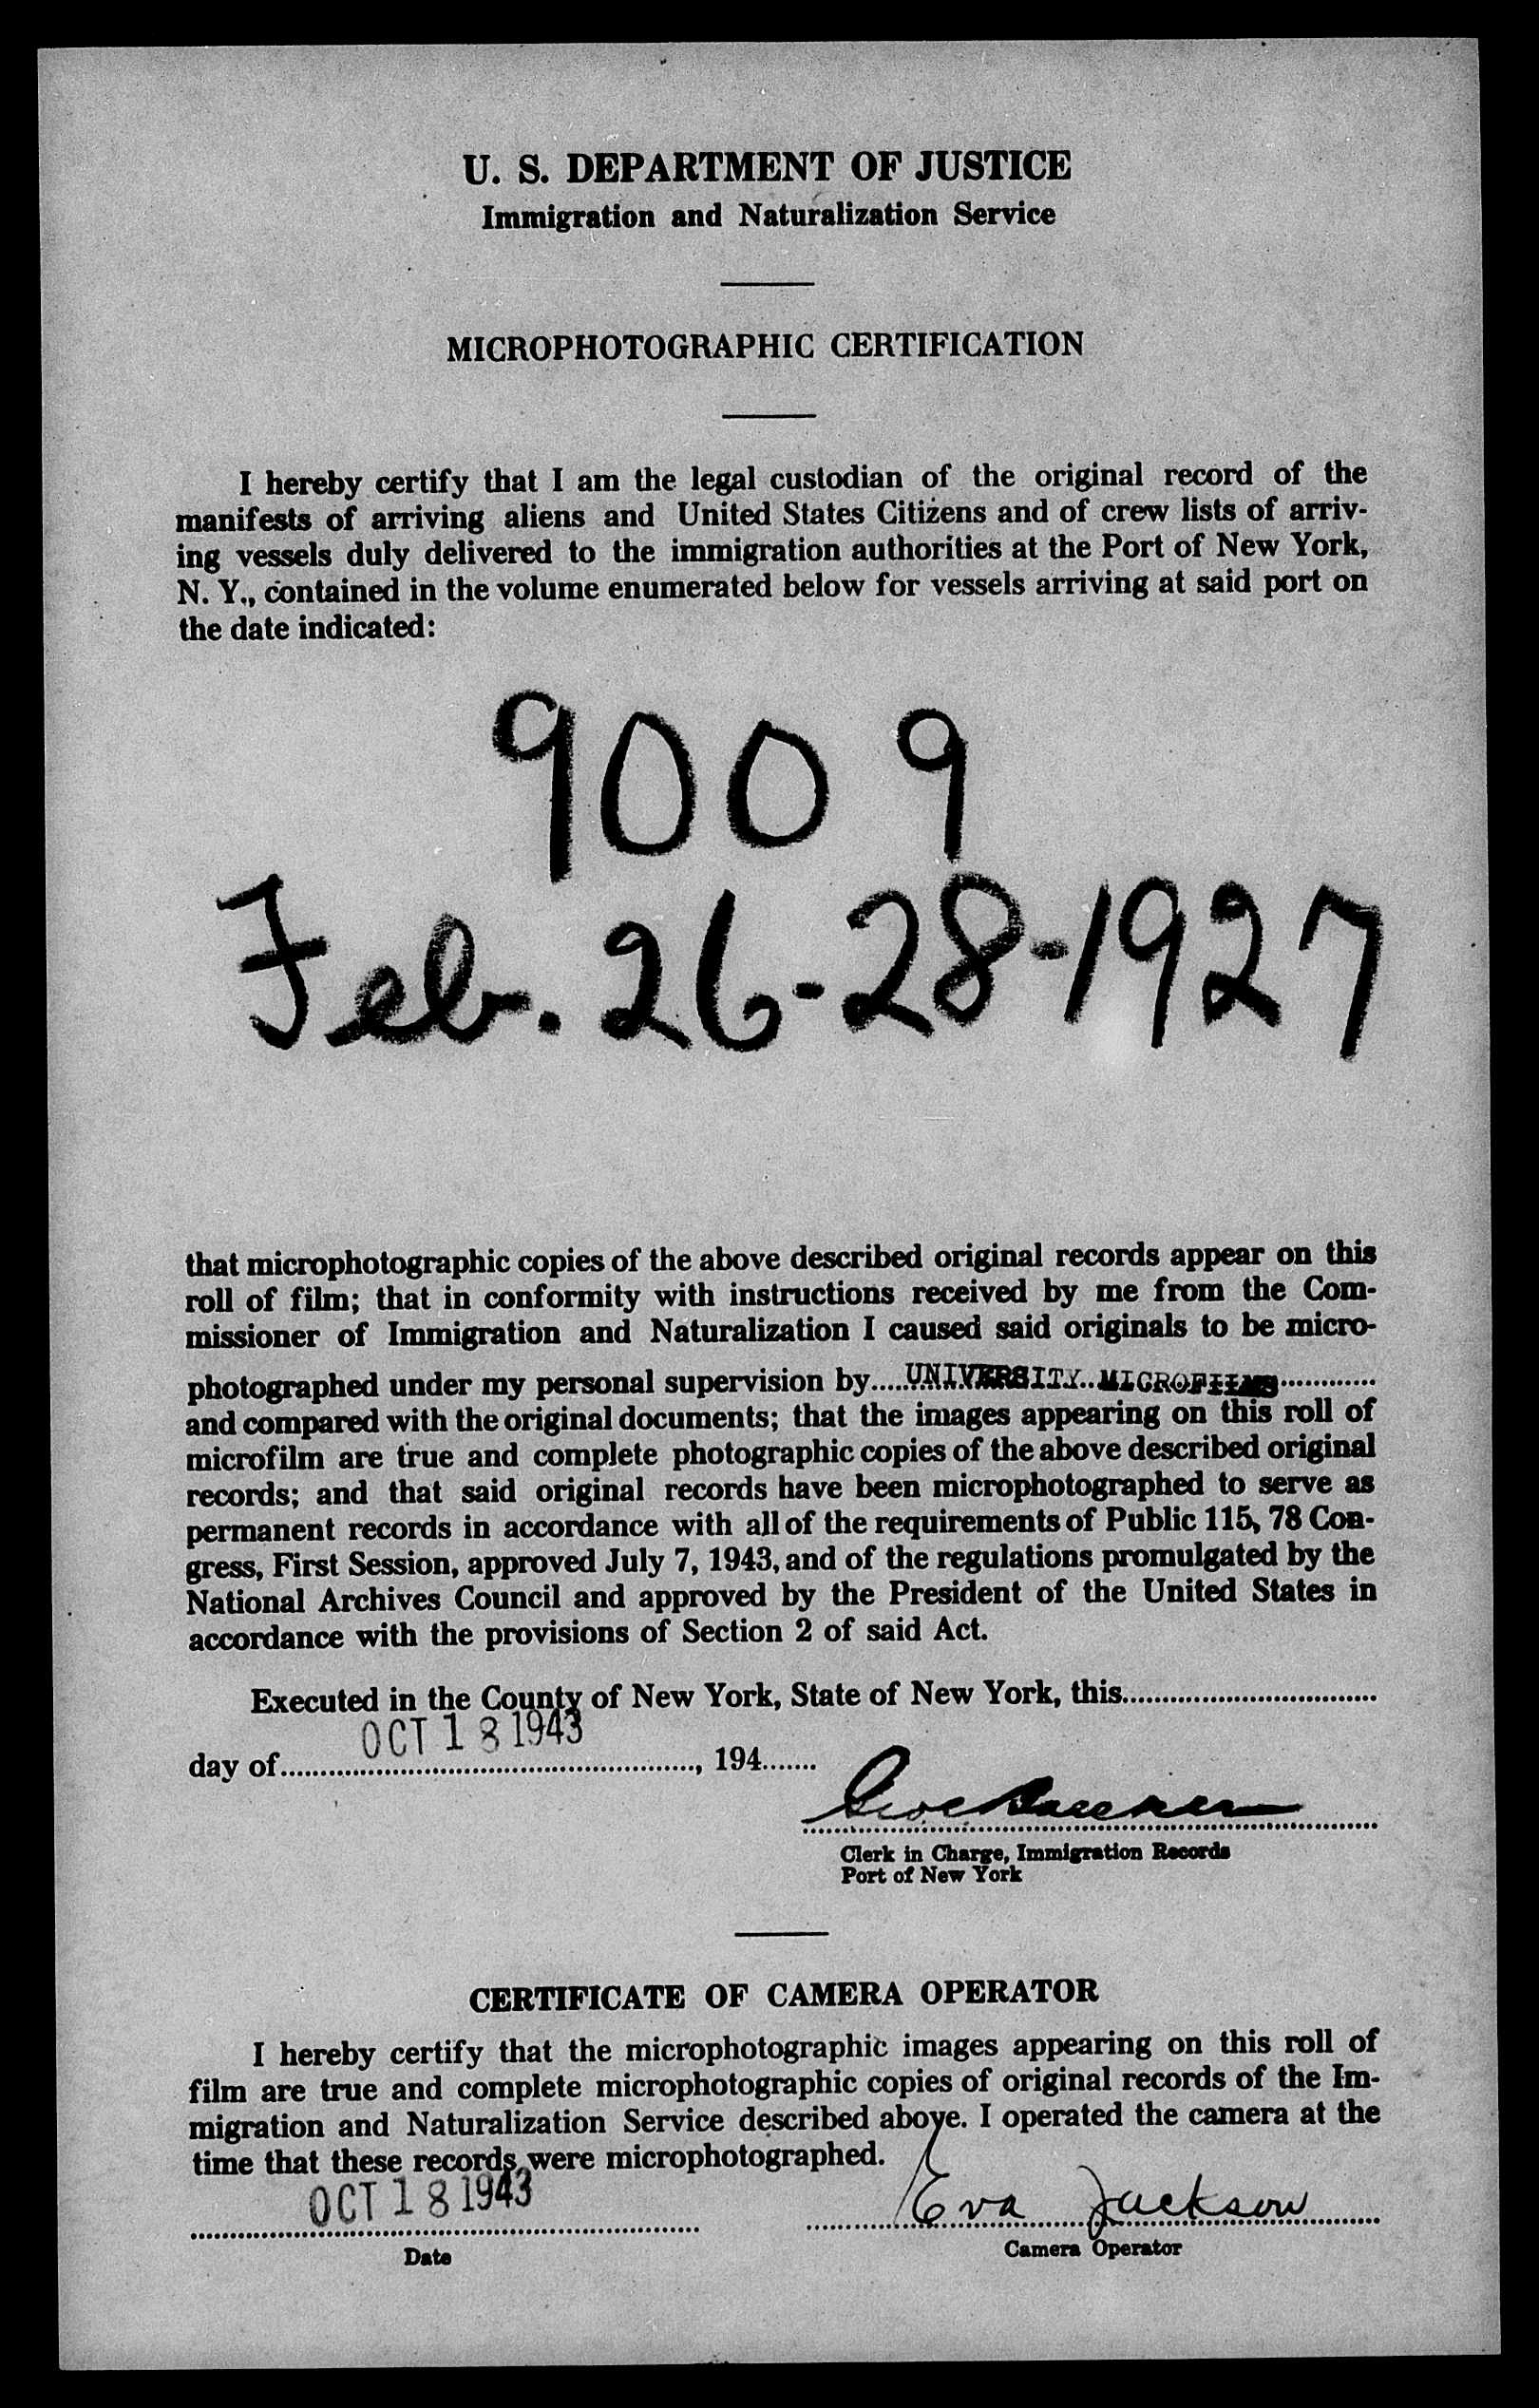 U. S. DEPARTMENT OF JUSTICE
Immigration and Naturalization Service
MICROPHOTOGRAPHIC CERTIFICATION
I hereby certify that I am the legal custodian of the original record of the
manifests of arriving aliens and United States Citizens and of crew lists of arriv-
ing vessels duly delivered to the immigration authorities at the Port of New York,
N. Y., contained in the volume enumerated below for vessels arriving at said port on
the date indicated:
9009
Feb. 26-28-1927
that microphotographic copies of the above described original records appear on this
roll of film; that in conformity with instructions received by me from the Com-
missioner of Immigration and Naturalization I caused said originals to be micro-
photographed under my personal supervision by.....UNIVERSITY MICROFILMS............
and compared with the original documents; that the images appearing on this roll of
microfilm are true and complete photographic copies of the above described original
records; and that said original records have been microphotographed to serve as
permanent records in accordance with all of the requirements of Public 115, 78 Con-
gress, First Session, approved July 7, 1943, and of the regulations promulgated by the
National Archives Council and approved by the President of the United States in
accordance with the provisions of Section 2 of said Act.
Executed in the County of New York, State of New York, this................................
OCT 18 1943
day of...................................................., 194.......
Clerk in Charge, Immigration Records
Port of New York
CERTIFICATE OF CAMERA OPERATOR
I hereby certify that the microphotographic images appearing on this roll of
film are true and complete microphotographic copies of original records of the Im-
migration and Naturalization Service described above. I operated the camera at the
time that these records were microphotographed.
OCT 18 1943 Eva Jackson
Date Camera Operator